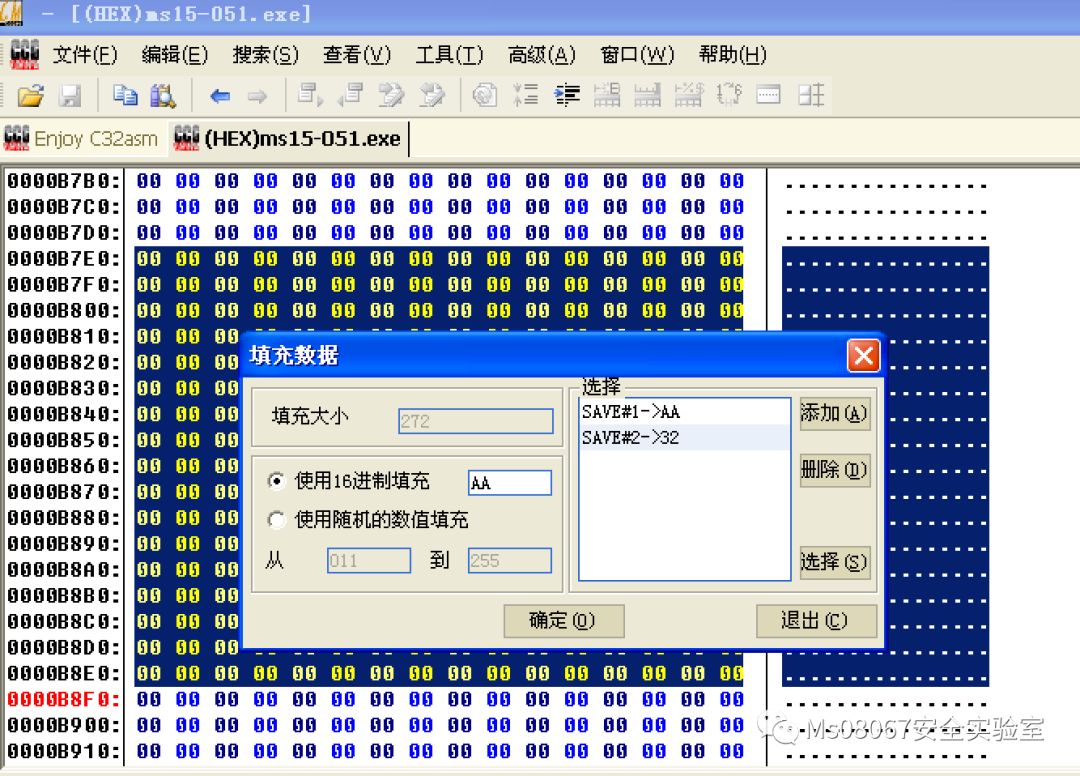 - [(HEX)ms15-051.exe]
文件(F) 编辑(E) 搜索(S) 查看(V) 工具(T) 高级(A) 窗口(W) 帮助(H)
Enjoy C32asm (HEX)ms15-051.exe
0000B7B0: 00 00 00 00 00 00 00 00 00 00 00 00 00 00 00 00 ................
0000B7C0: 00 00 00 00 00 00 00 00 00 00 00 00 00 00 00 00 ................
0000B7D0: 00 00 00 00 00 00 00 00 00 00 00 00 00 00 00 00 ................
0000B7E0: 00 00 00 00 00 00 00 00 00 00 00 00 00 00 00 00 ................
0000B7F0: 00 00 00 00 00 00 00 00 00 00 00 00 00 00 00 00 ................
0000B800: 00 00 00 00 00 00 00 00 00 00 00 00 00 00 00 00 ................
0000B810: 00 00 00
0000B820: 00 00 00
0000B830: 00 00 00
0000B840: 00 00 00
0000B850: 00 00 00
0000B860: 00 00 00
0000B870: 00 00 00
0000B880: 00 00 00
0000B890: 00 00 00
0000B8A0: 00 00 00
0000B8B0: 00 00 00
0000B8C0: 00 00 00
0000B8D0: 00 00 00
0000B8E0: 00 00 00 00 00 00 00 00 00 00 00 00 00 00 00 00 ................
0000B8F0: 00 00 00 00 00 00 00 00 00 00 00 00 00 00 00 00 ................
0000B900: 00 00 00 00 00 00 00 00 00 00 00 00 00 00 00 00
0000B910: 00 00 00 00 00 00 00 00 00 00 00 00 00 00 00 00 ................
填充数据
填充大小 272
使用16进制填充 AA
使用随机的数值填充
从 011 到 255
选择
SAVE#1->AA
SAVE#2->32
添加(A)
删除(D)
选择(S)
确定(O) 退出(C)
Ms08067安全实验室